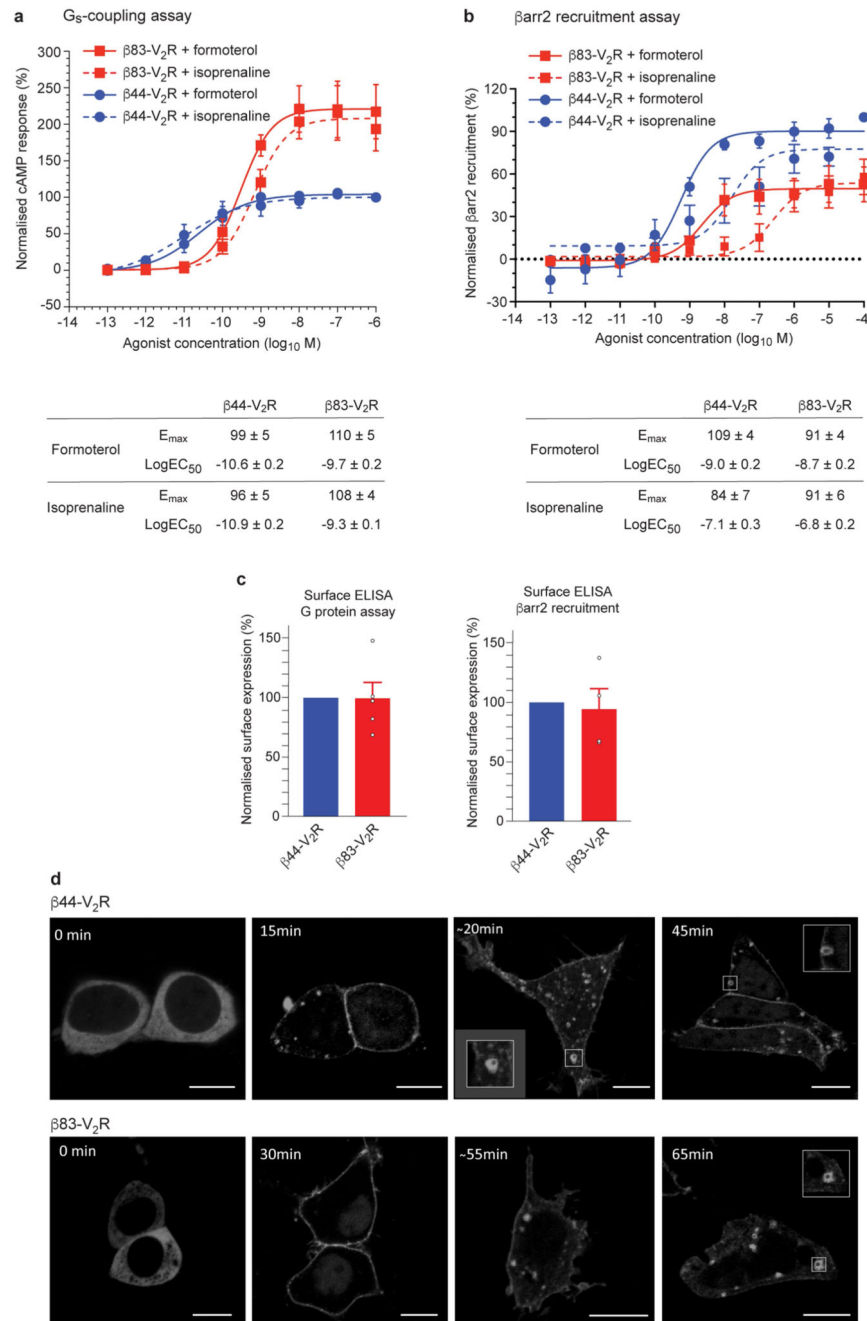 a Gs-coupling assay
β83-V2R + formoterol
β83-V2R + isoprenaline
β44-V2R + formoterol
β44-V2R + isoprenaline
Normalised cAMP response (%)
300
250
200
150
100
50
0
-50
-14 -13 -12 -11 -10 -9 -8 -7 -6
Agonist concentration (log10 M)
b βarr2 recruitment assay
β83-V2R + formoterol
β83-V2R + isoprenaline
β44-V2R + formoterol
β44-V2R + isoprenaline
Normalised βarr2 recruitment (%)
120
90
60
30
0
-30
-14 -13 -12 -11 -10 -9 -8 -7 -6 -5 -4
Agonist concentration (log10 M)
β44-V2R β83-V2R
Formoterol
Emax 99 ± 5 110 ± 5
LogEC50 -10.6 ± 0.2 -9.7 ± 0.2
Isoprenaline
Emax 96 ± 5 108 ± 4
LogEC50 -10.9 ± 0.2 -9.3 ± 0.1
β44-V2R β83-V2R
Formoterol
Emax 109 ± 4 91 ± 4
LogEC50 -9.0 ± 0.2 -8.7 ± 0.2
Isoprenaline
Emax 84 ± 7 91 ± 6
LogEC50 -7.1 ± 0.3 -6.8 ± 0.2
c
Surface ELISA
G protein assay
Normalised surface expression (%)
150
100
50
0
β44-V2R
β83-V2R
Surface ELISA
βarr2 recruitment
Normalised surface expression (%)
150
100
50
0
β44-V2R
β83-V2R
d
β44-V2R
0 min
15min
~20min
45min
β83-V2R
0 min
30min
~55min
65min